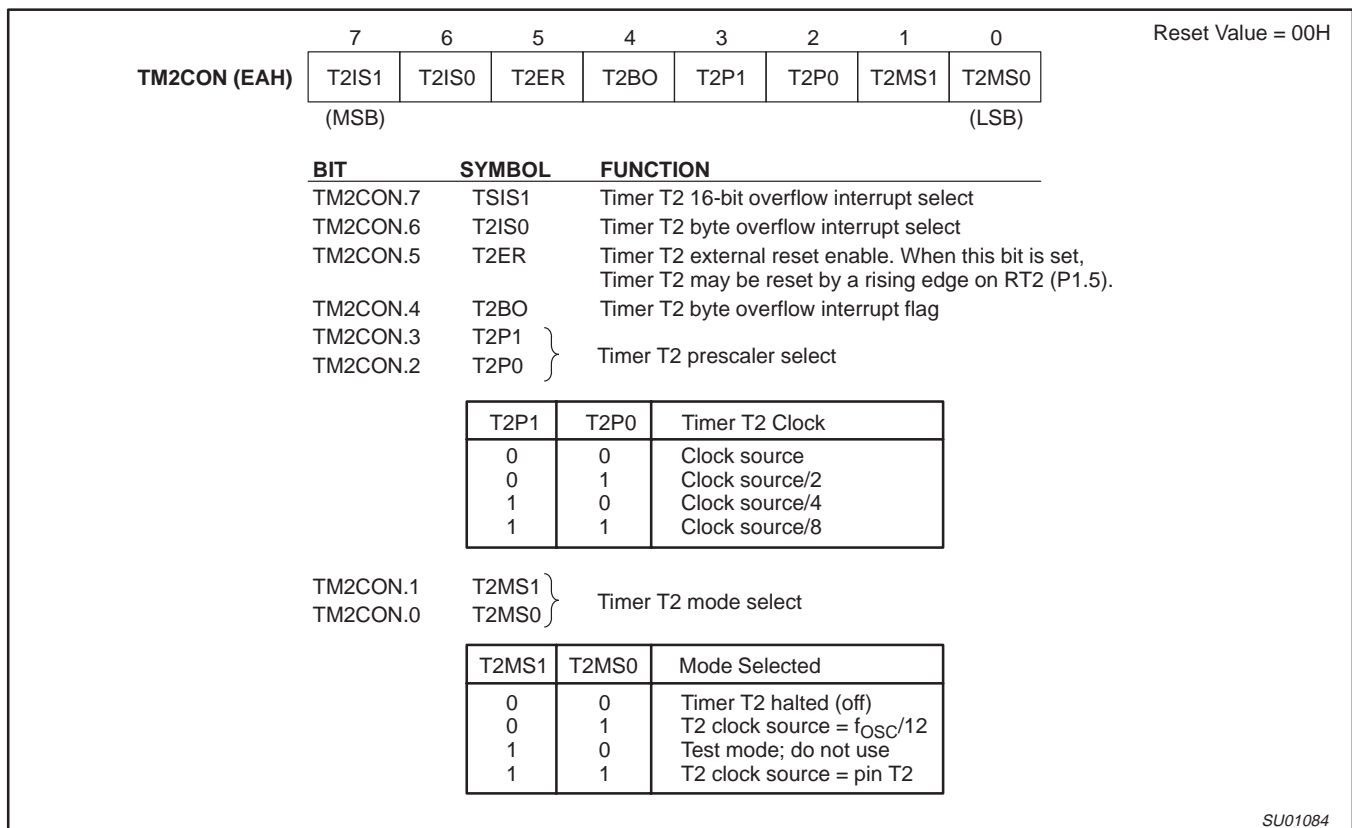 7 6 5 4 3 2 1 0 Reset Value = 00H
TM2CON (EAH) T2IS1 T2IS0 T2ER T2BO T2P1 T2P0 T2MS1 T2MS0
(MSB) (LSB)
BIT SYMBOL FUNCTION
TM2CON.7 TSIS1 Timer T2 16-bit overflow interrupt select
TM2CON.6 T2IS0 Timer T2 byte overflow interrupt select
TM2CON.5 T2ER Timer T2 external reset enable. When this bit is set,
Timer T2 may be reset by a rising edge on RT2 (P1.5).
TM2CON.4 T2BO Timer T2 byte overflow interrupt flag
TM2CON.3 T2P1
Timer T2 prescaler select
TM2CON.2 T2P0
T2P1 T2P0 Timer T2 Clock
0 0 Clock source
0 1 Clock source/2
1 0 Clock source/4
1 1 Clock source/8
TM2CON.1 T2MS1
Timer T2 mode select
TM2CON.0 T2MS0
T2MS1 T2MS0 Mode Selected
0 0 Timer T2 halted (off)
0 1 T2 clock source = fOSC/12
1 0 Test mode; do not use
1 1 T2 clock source = pin T2
SU01084